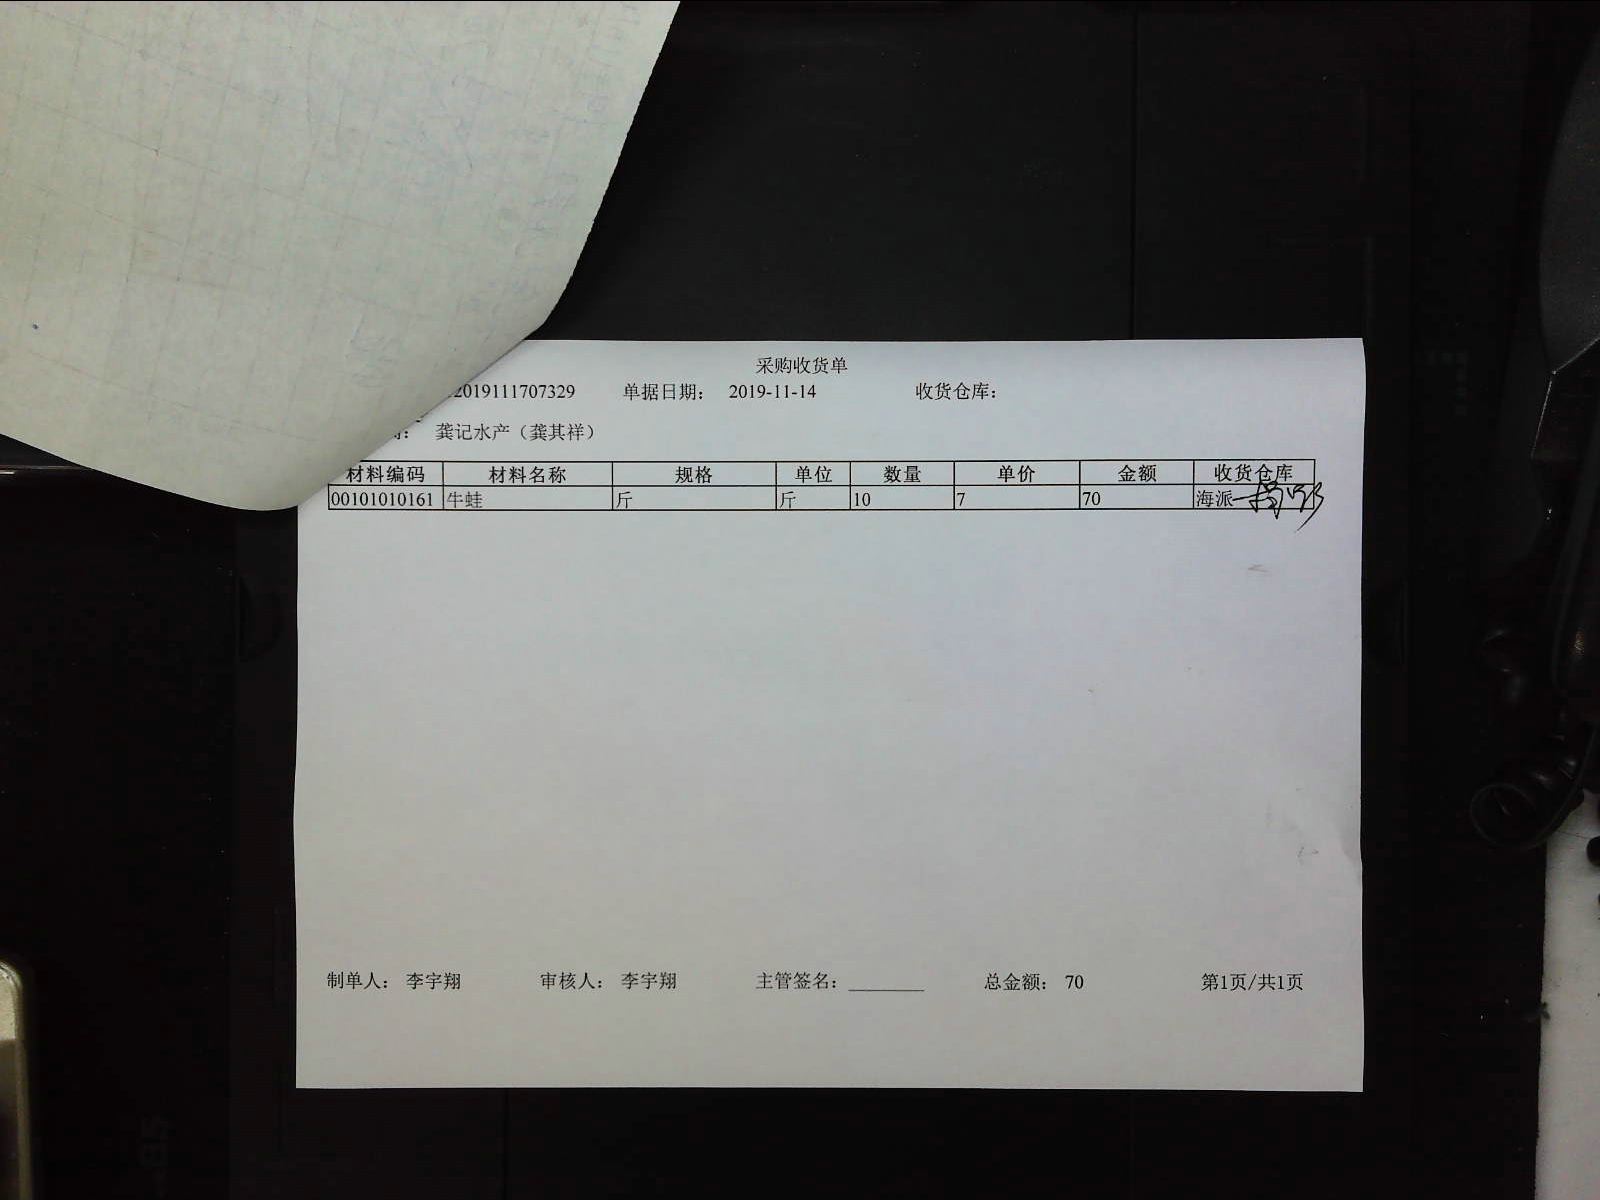 采购收货单
2019111707329 单据日期： 2019-11-14 收货仓库：
龚记水产（龚其祥）
材料编码 材料名称 规格 单位 数量 单价 金额 收货仓库
00101010161 牛蛙 斤 斤 10 7 70 海派
制单人： 李宇翔 审核人： 李宇翔 主管签名：________ 总金额： 70 第1页/共1页